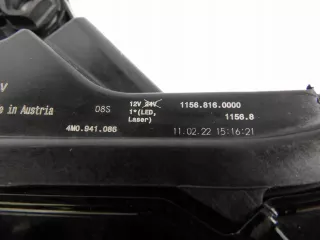 V
e in Austria
D8S
12V 24V
1*(LED,
Laser)
1156.816.0000
1156.8
4M0.941.086
11.02.22 15:16:21